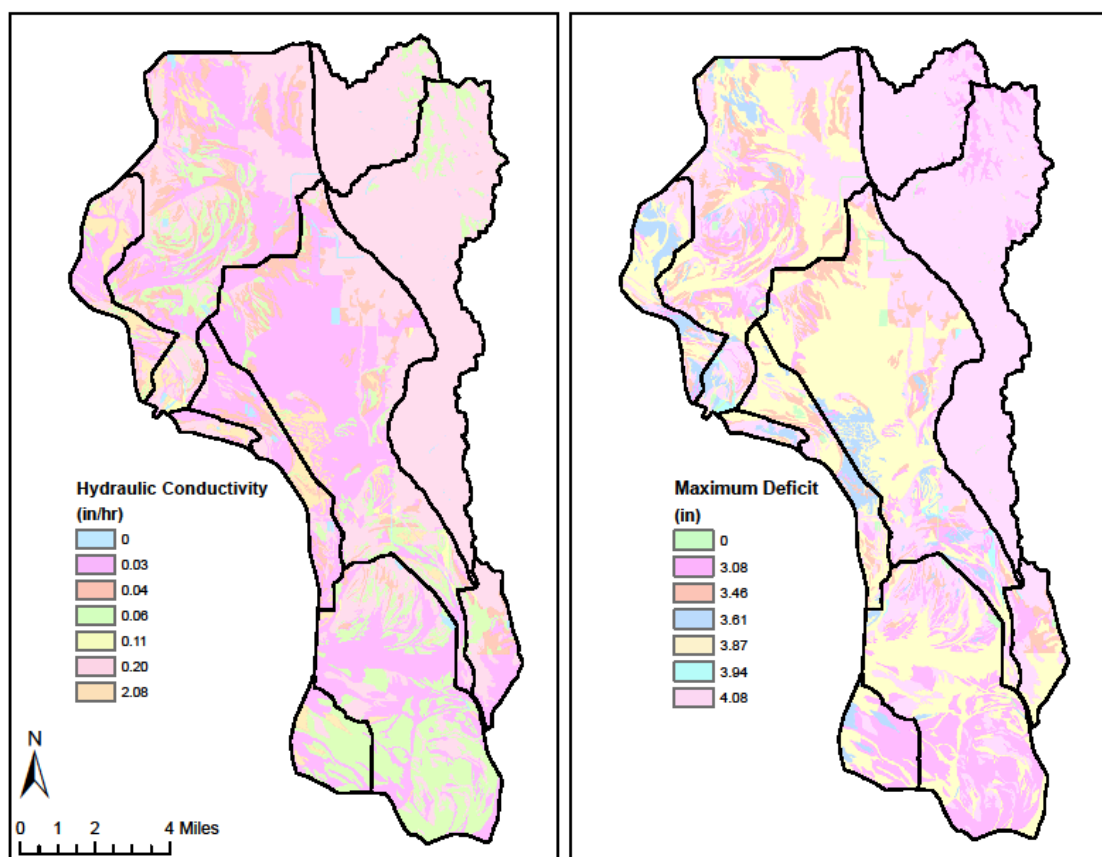 Hydraulic Conductivity
(in/hr)
0
0.03
0.04
0.06
0.11
0.20
2.08
N
0 1 2 4 Miles
Maximum Deficit
(in)
0
3.08
3.46
3.61
3.87
3.94
4.08